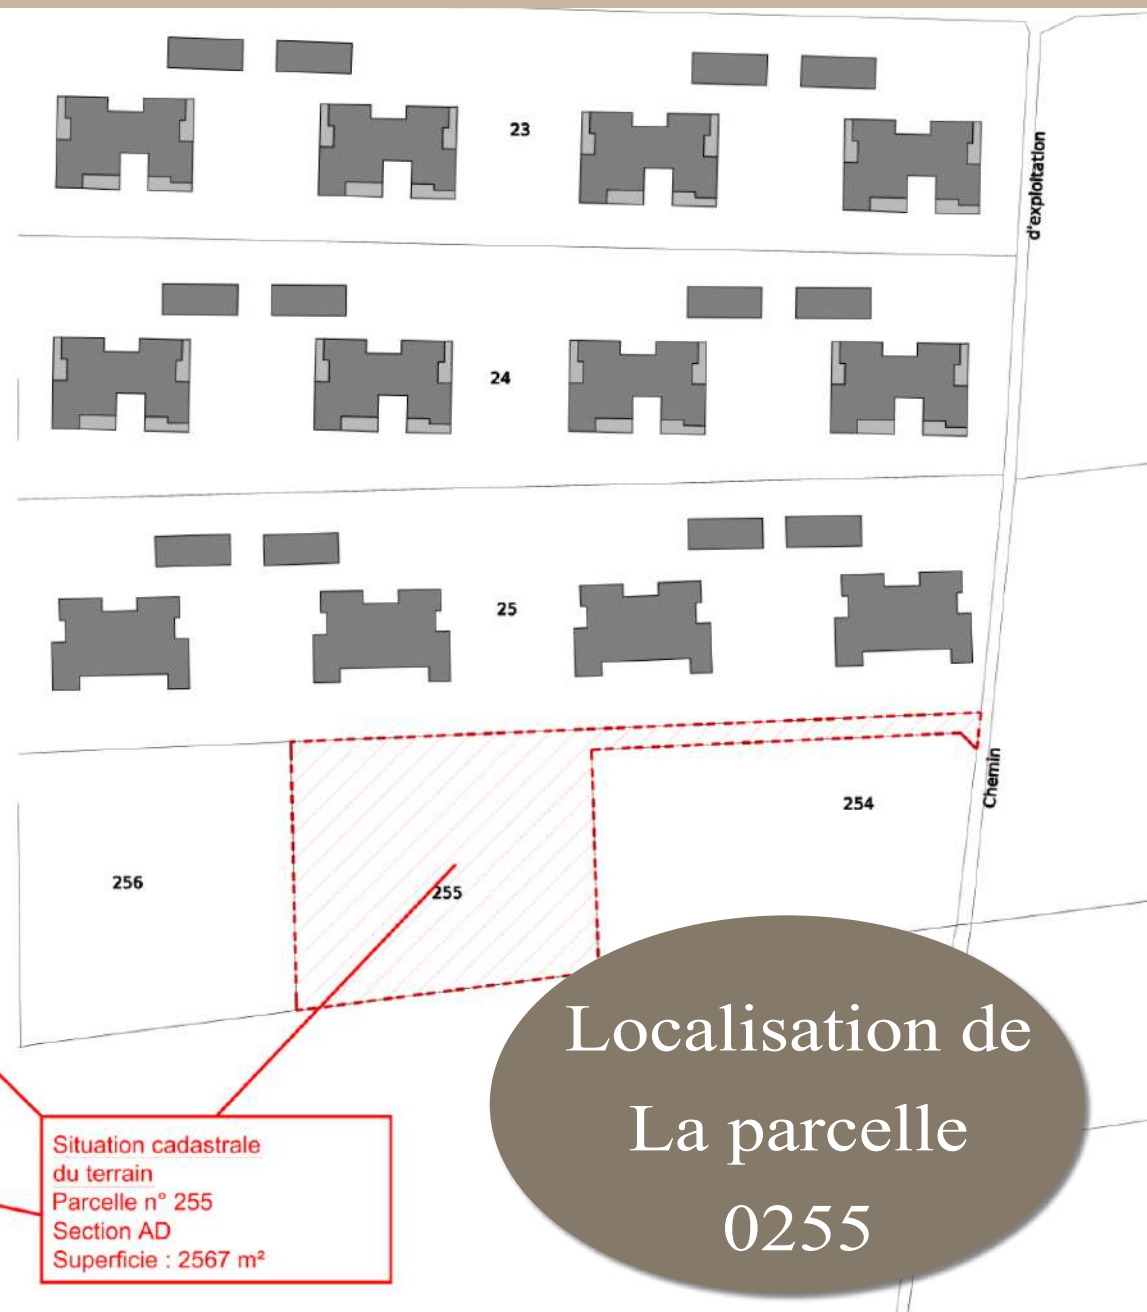 23
d'exploitation
24
25
Chemin
254
256
255
Localisation de
La parcelle
0255
Situation cadastrale
du terrain
Parcelle n° 255
Section AD
Superficie : 2567 m²